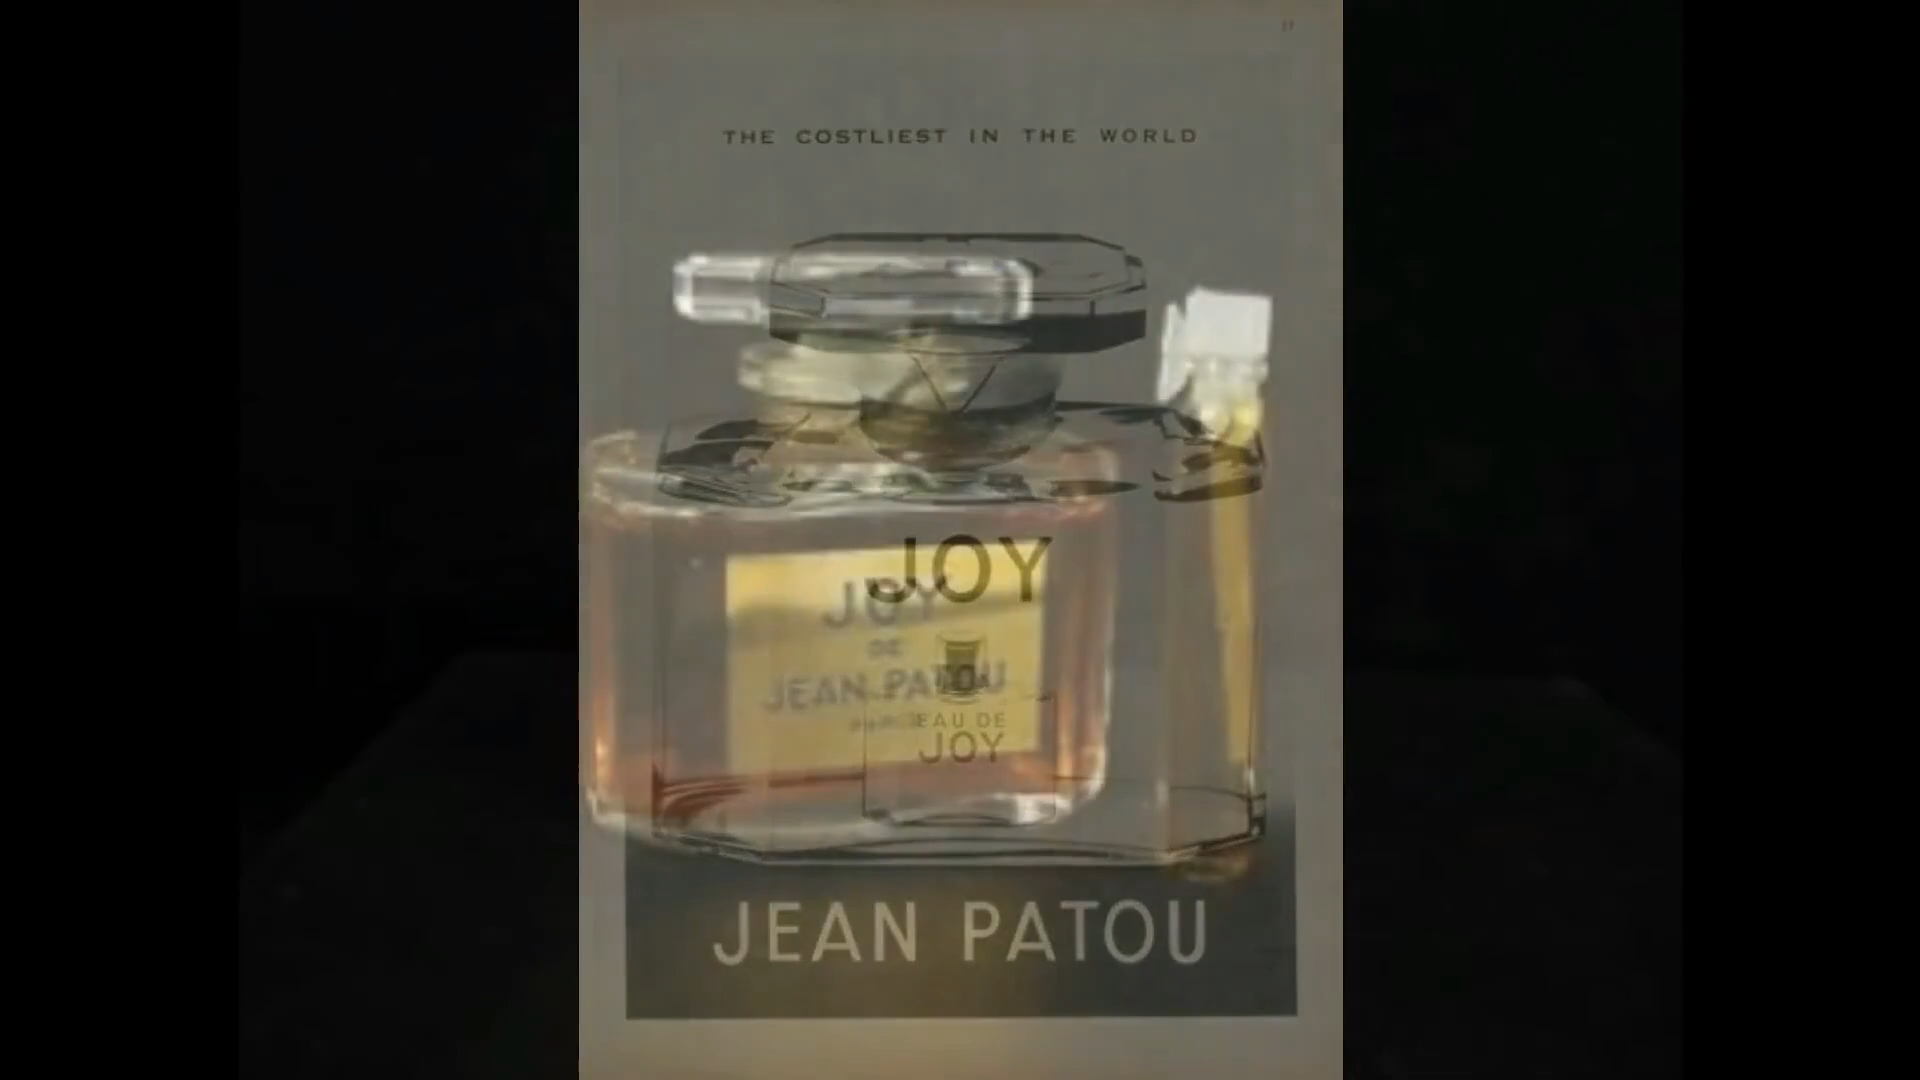 THE COSTLIEST IN THE WORLD
JOY
JOY
DE
JEAN PATOU
EAU DE
JOY
JEAN PATOU